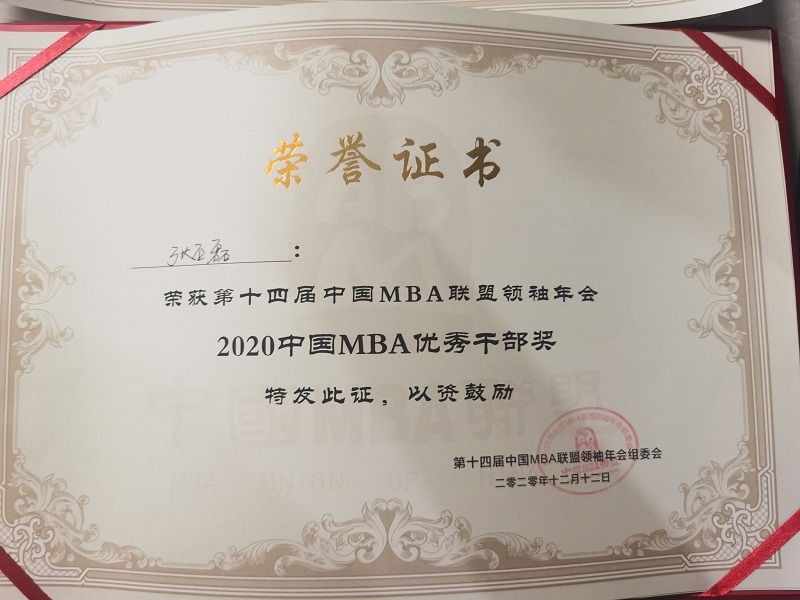 荣誉证书
张亚磊：
荣获第十四届中国MBA联盟领袖年会
2020中国MBA优秀干部奖
特发此证，以资鼓励
第十四届中国MBA联盟领袖年会组委会
二零二零年十二月十二日